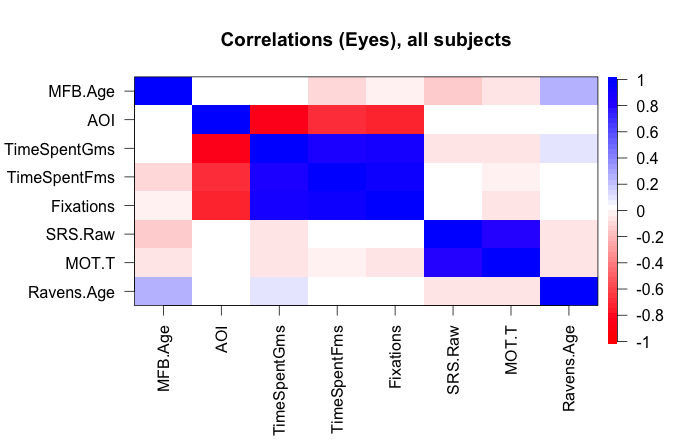 Correlations (Eyes), all subjects
MFB.Age
AOI
TimeSpentGms
TimeSpentFms
Fixations
SRS.Raw
MOT.T
Ravens.Age
1
0.8
0.6
0.4
0.2
0
-0.2
-0.4
-0.6
-0.8
-1
MFB.Age
AOI
TimeSpentGms
TimeSpentFms
Fixations
SRS.Raw
MOT.T
Ravens.Age